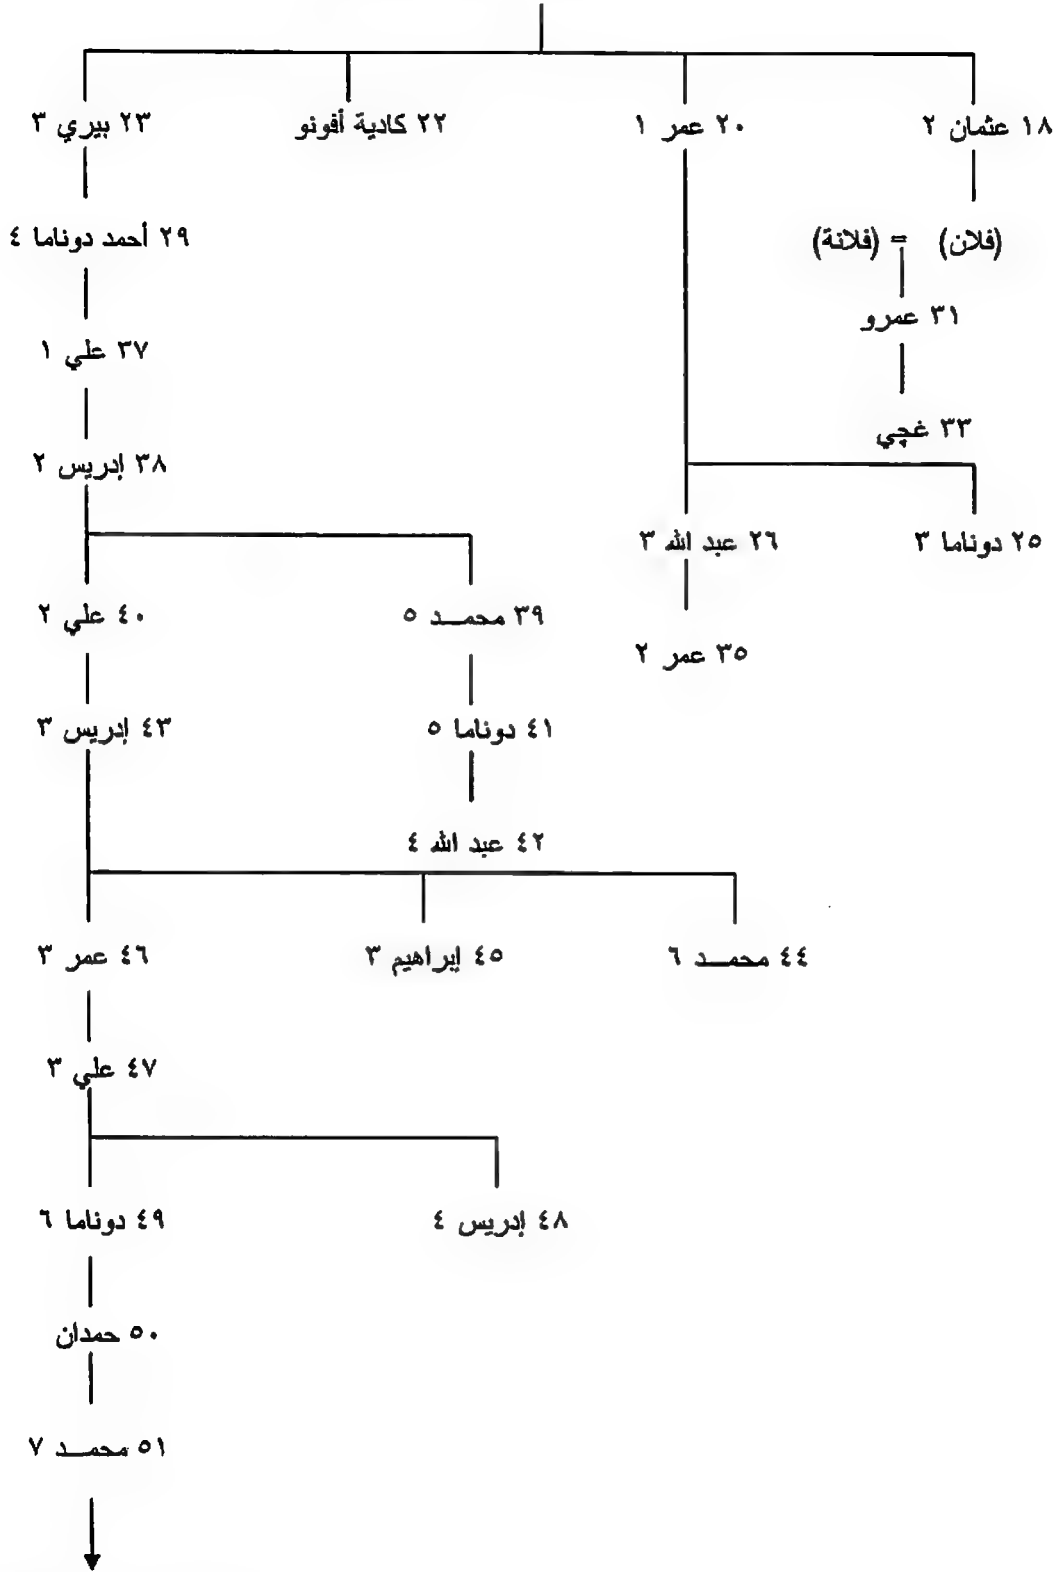 ١٨ عثمان ٢ ٢٠ عمر ١ ٢٢ كادية أفونو ٢٣ بيري ٣
(فلان) = (فلانة) ٢٩ أحمد دوناما ٤
٣١ عمرو
٣٧ علي ١
٣٣ غجي
٣٨ إدريس ٢
٢٥ دوناما ٣ ٢٦ عبد الله ٣
٣٩ محمـد ٥ ٤٠ علي ٢
٣٥ عمر ٢
٤١ دوناما ٥ ٤٣ إدريس ٣
٤٢ عبد الله ٤
٤٤ محمـد ٦ ٤٥ إبراهيم ٣ ٤٦ عمر ٣
٤٧ علي ٣
٤٨ إدريس ٤ ٤٩ دوناما ٦
٥٠ حمدان
٥١ محمـد ٧